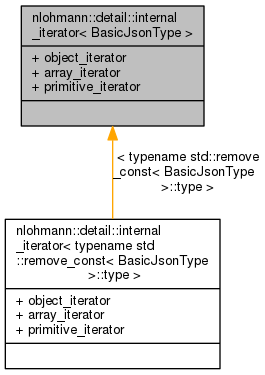 nlohmann::detail::internal
_iterator< BasicJsonType >
+ object_iterator
+ array_iterator
+ primitive_iterator
< typename std::remove
_const< BasicJsonType
>::type >
nlohmann::detail::internal
_iterator< typename std
::remove_const< BasicJsonType
>::type >
+ object_iterator
+ array_iterator
+ primitive_iterator